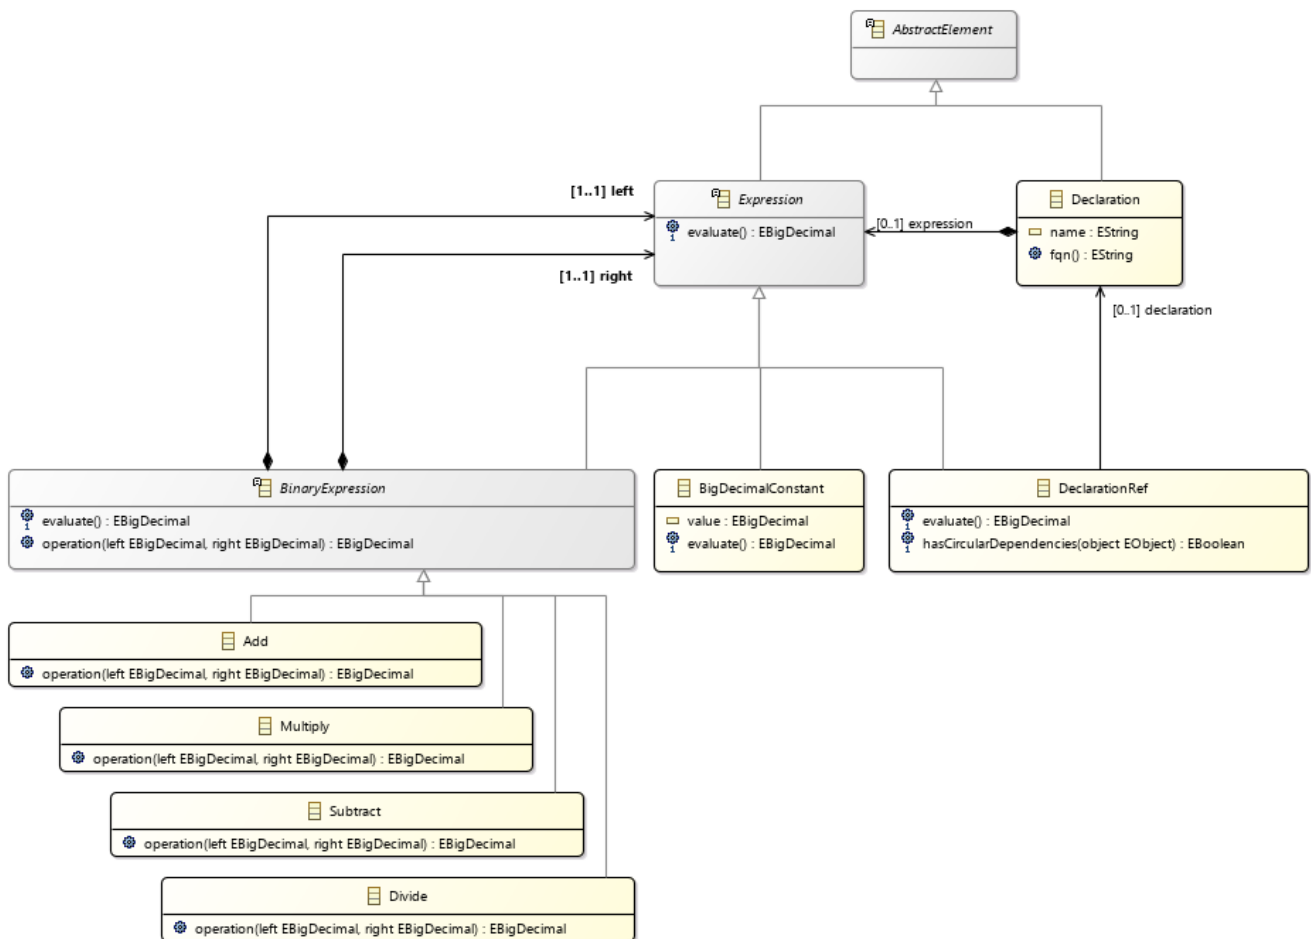 AbstractElement
[1..1] left
Expression
evaluate() : EBigDecimal
[0..1] expression
Declaration
name : EString
fqn() : EString
[1..1] right
[0..1] declaration
BinaryExpression
evaluate() : EBigDecimal
operation(left EBigDecimal, right EBigDecimal) : EBigDecimal
BigDecimalConstant
value : EBigDecimal
evaluate() : EBigDecimal
DeclarationRef
evaluate() : EBigDecimal
hasCircularDependencies(object EObject) : EBoolean
Add
operation(left EBigDecimal, right EBigDecimal) : EBigDecimal
Multiply
operation(left EBigDecimal, right EBigDecimal) : EBigDecimal
Subtract
operation(left EBigDecimal, right EBigDecimal) : EBigDecimal
Divide
operation(left EBigDecimal, right EBigDecimal) : EBigDecimal